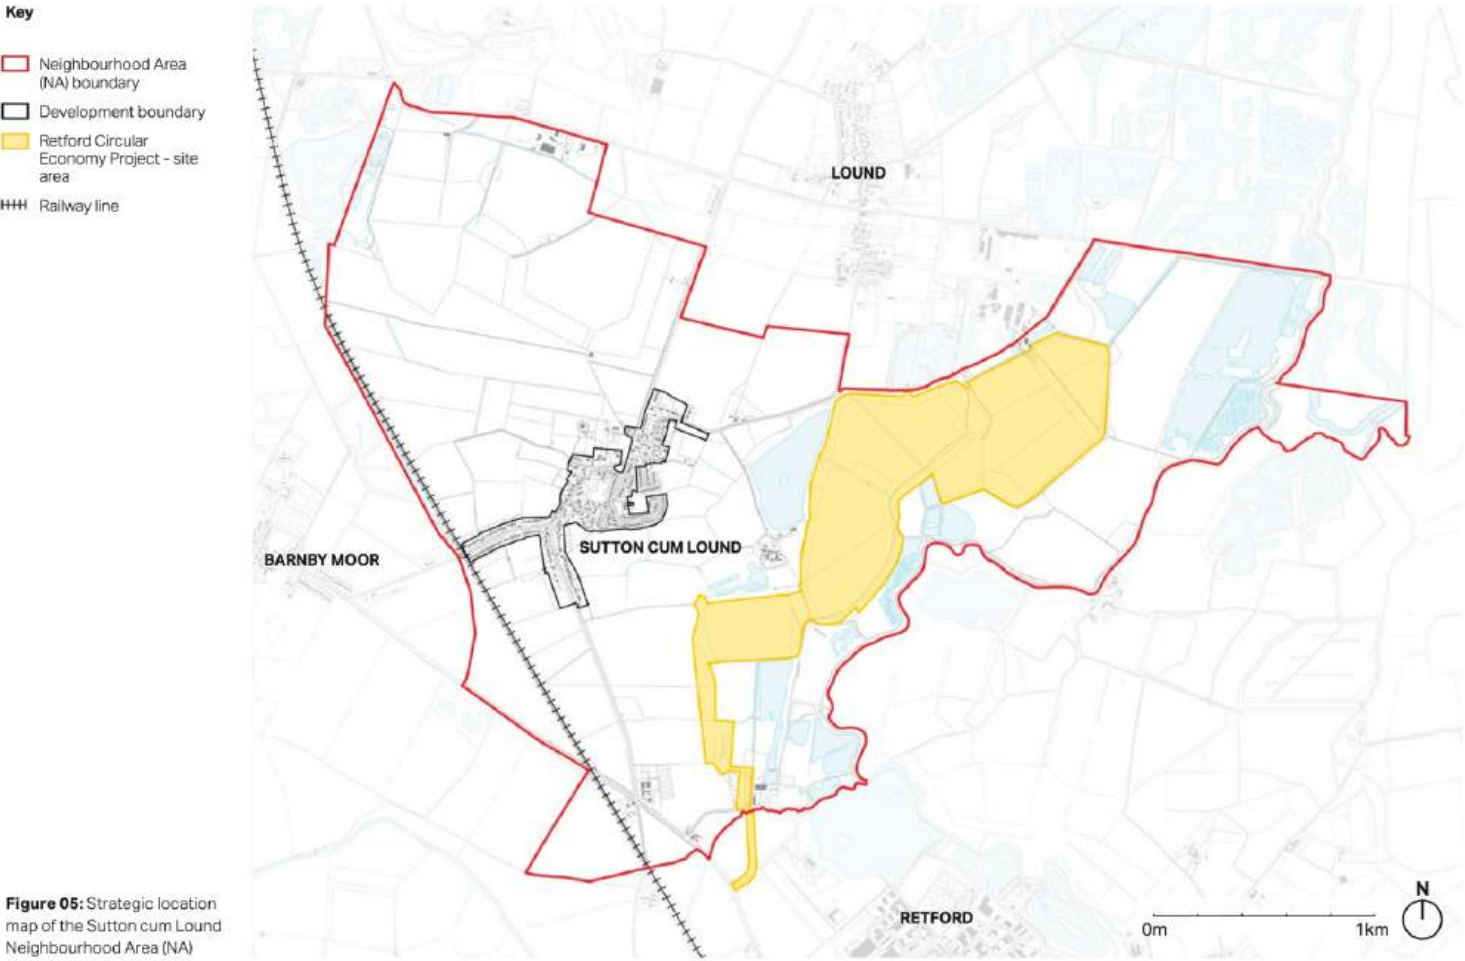 Key
Neighbourhood Area
(NA) boundary
Development boundary
Retford Circular
Economy Project - site
area
Railway line
LOUND
BARNBY MOOR
SUTTON CUM LOUND
RETFORD
N
0m
1km
Figure 05: Strategic location
map of the Sutton cum Lound
Neighbourhood Area (NA)